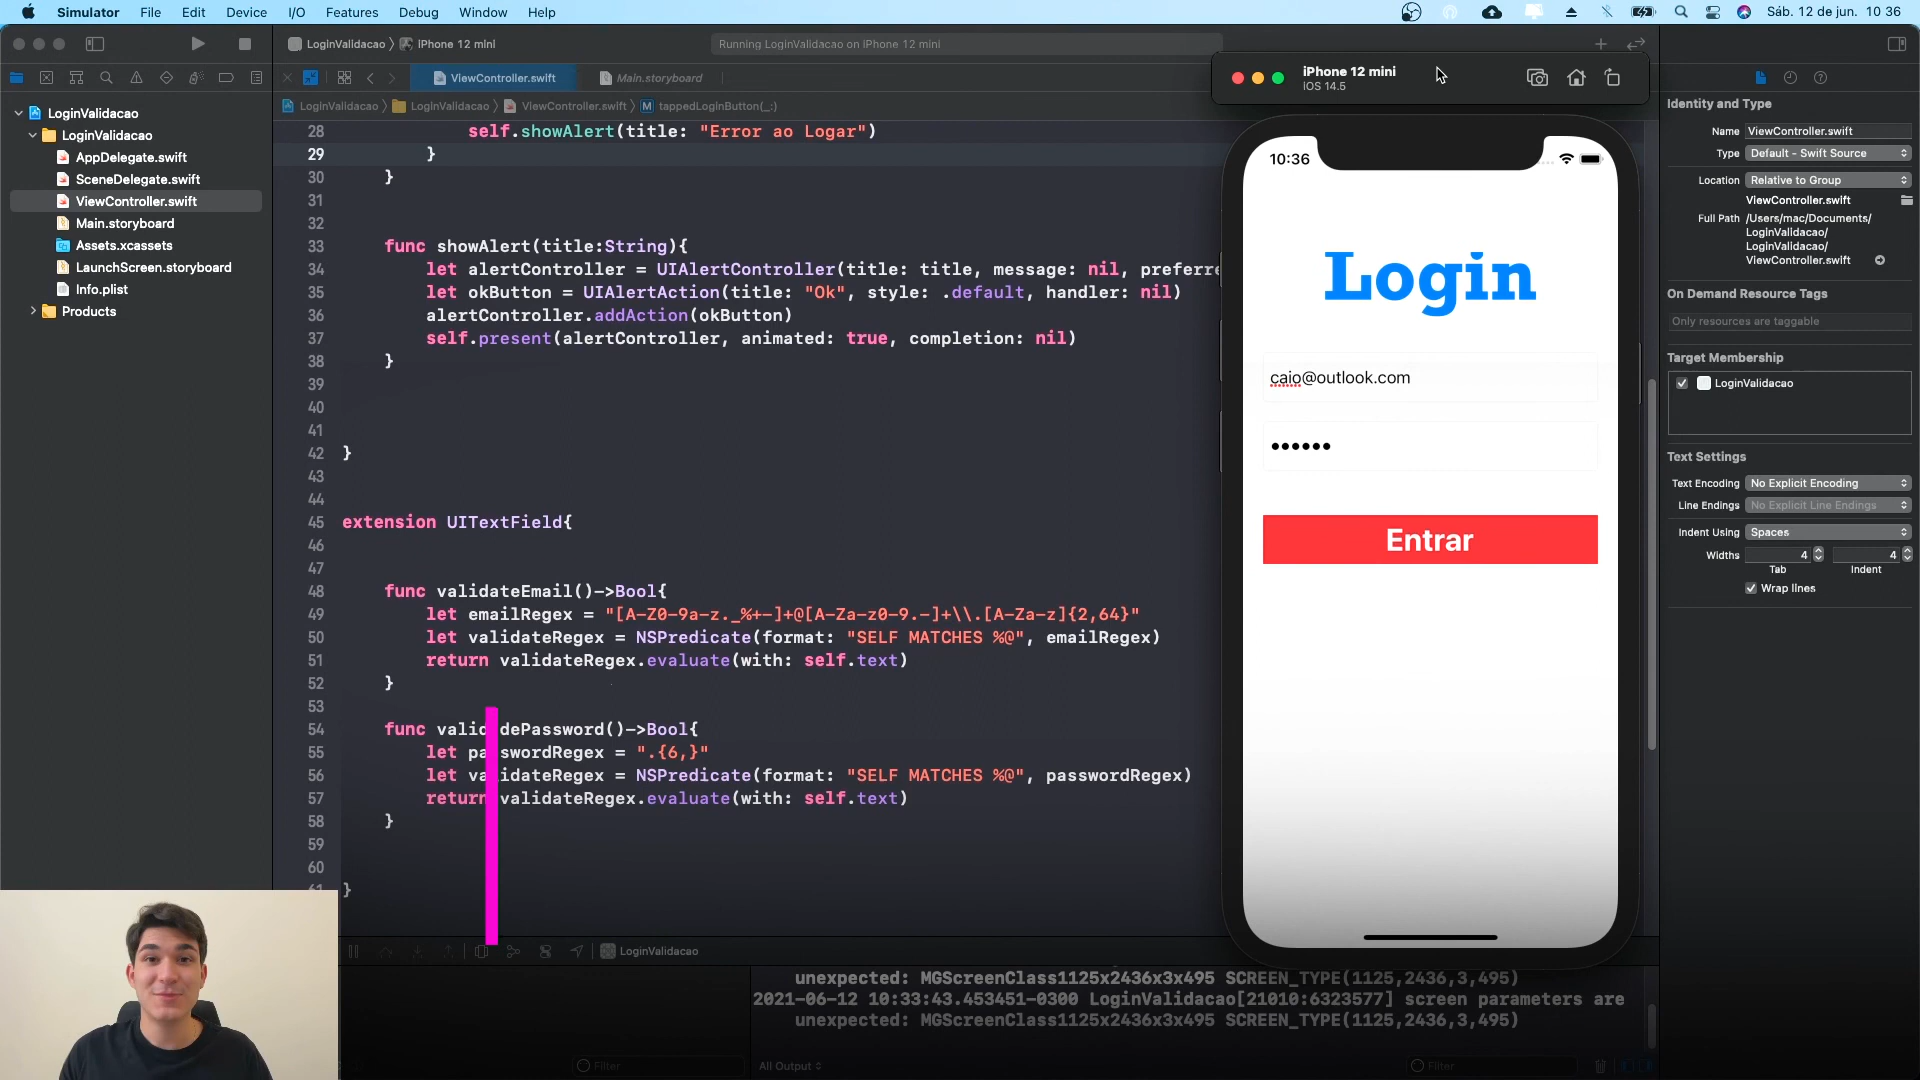 Simulator File Edit Device I/O Features Debug Window Help Sáb. 12 de jun. 10 36
LoginValidacao iPhone 12 mini Running LoginValidacao on iPhone 12 mini
ViewController.swift Main.storyboard
LoginValidacao LoginValidacao ViewController.swift M tappedLoginButton(_:)
LoginValidacao
LoginValidacao
AppDelegate.swift
SceneDelegate.swift
ViewController.swift
Main.storyboard
Assets.xcassets
LaunchScreen.storyboard
Info.plist
Products
28 self.showAlert(title: "Error ao Logar")
29 }
30 }
31
32
33 func showAlert(title:String){
34 let alertController = UIAlertController(title: title, message: nil, preferre
35 let okButton = UIAlertAction(title: "Ok", style: .default, handler: nil)
36 alertController.addAction(okButton)
37 self.present(alertController, animated: true, completion: nil)
38 }
39
40
41
42 }
43
44
45 extension UITextField{
46
47
48 func validateEmail()->Bool{
49 let emailRegex = "[A-Z0-9a-z._%+-]+@[A-Za-z0-9.-]+\\.[A-Za-z]{2,64}"
50 let validateRegex = NSPredicate(format: "SELF MATCHES %@", emailRegex)
51 return validateRegex.evaluate(with: self.text)
52 }
53
54 func validadePassword()->Bool{
55 let passwordRegex = ".{6,}"
56 let validateRegex = NSPredicate(format: "SELF MATCHES %@", passwordRegex)
57 return validateRegex.evaluate(with: self.text)
58 }
59
60
61 }
iPhone 12 mini
iOS 14.5
10:36
Login
caio@outlook.com
••••••
Entrar
Identity and Type
Name ViewController.swift
Type Default - Swift Source
Location Relative to Group
ViewController.swift
Full Path /Users/mac/Documents/
LoginValidacao/
LoginValidacao/
ViewController.swift
On Demand Resource Tags
Only resources are taggable
Target Membership
LoginValidacao
Text Settings
Text Encoding No Explicit Encoding
Line Endings No Explicit Line Endings
Indent Using Spaces
Widths 4 4
Tab Indent
Wrap lines
LoginValidacao
unexpected: MGScreenClass1125x2436x3x495 SCREEN_TYPE(1125,2436,3,495)
2021-06-12 10:33:43.453451-0300 LoginValidacao[21010:6323577] screen parameters are
unexpected: MGScreenClass1125x2436x3x495 SCREEN_TYPE(1125,2436,3,495)
Filter All Output Filter